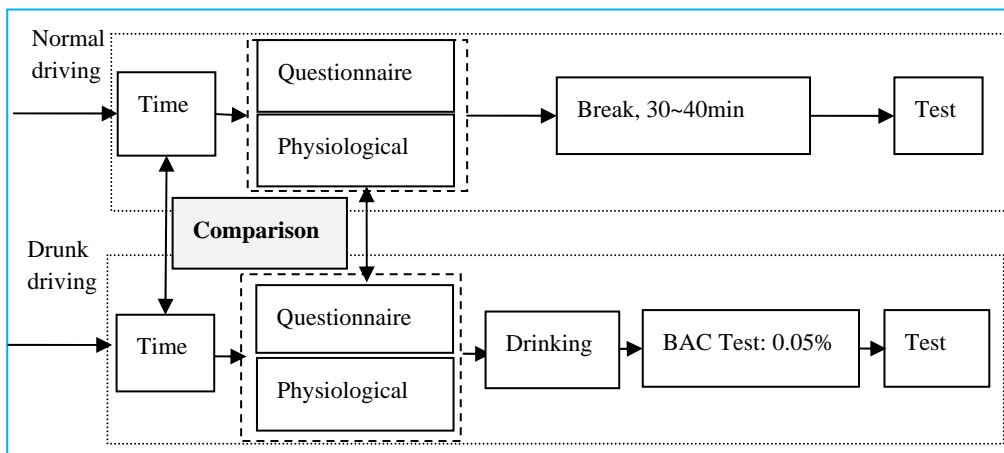 Normal
driving
Time
Questionnaire
Physiological
Break, 30~40min
Test
Comparison
Drunk
driving
Time
Questionnaire
Physiological
Drinking
BAC Test: 0.05%
Test